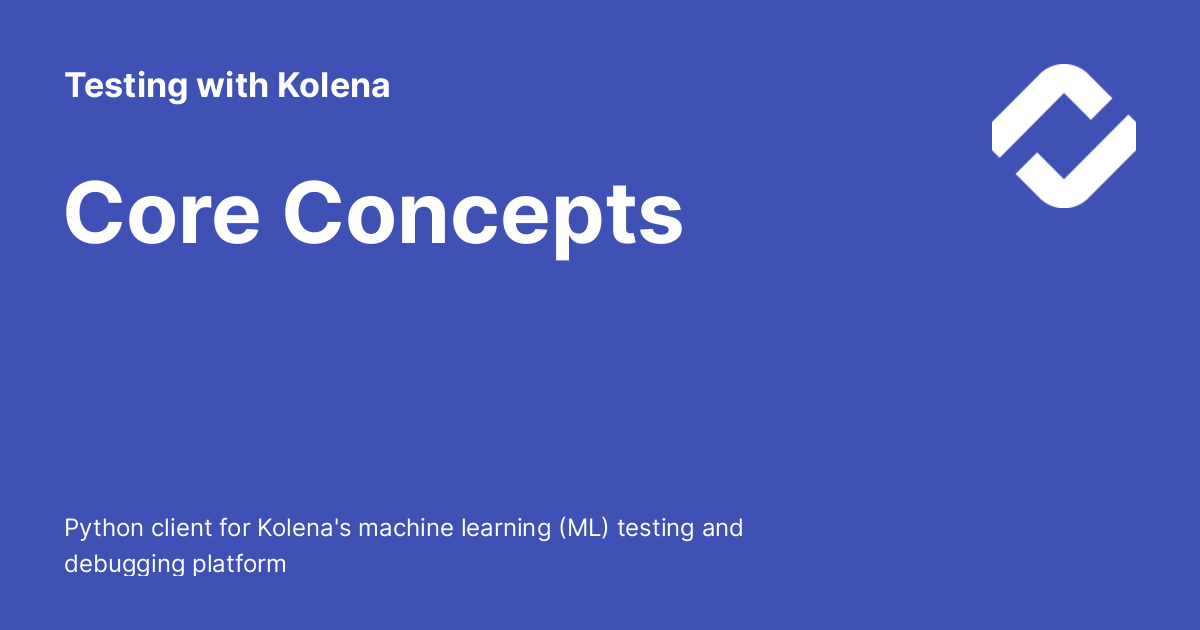 Testing with Kolena
Core Concepts
Python client for Kolena's machine learning (ML) testing and
debugging platform